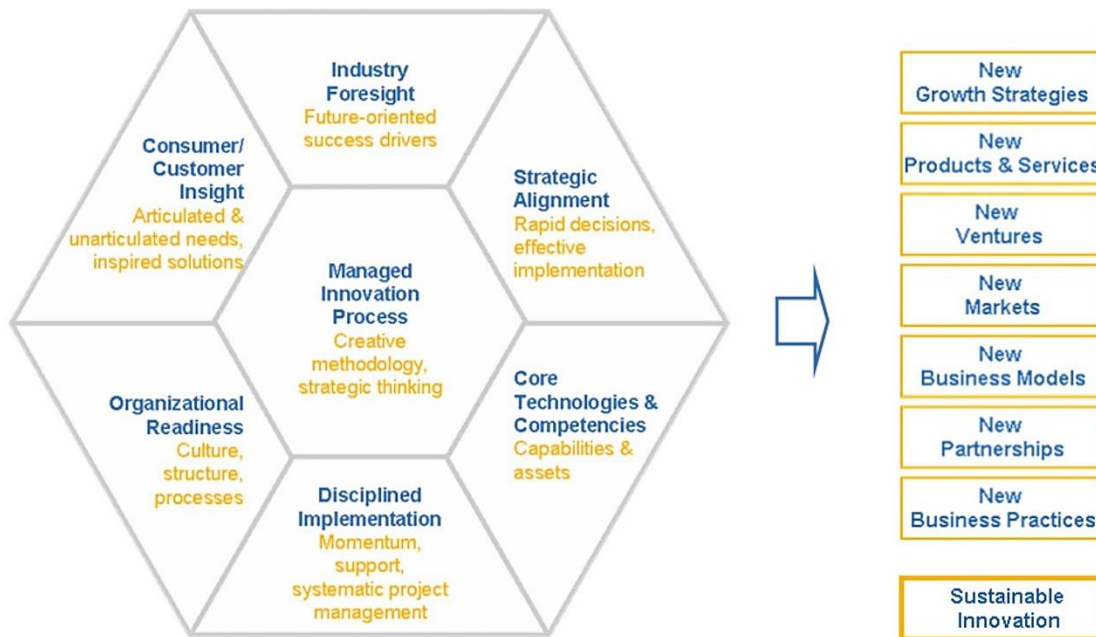 Industry
Foresight
Future-oriented
success drivers
Consumer/
Customer
Insight
Articulated &
unarticulated needs,
inspired solutions
Strategic
Alignment
Rapid decisions,
effective
implementation
Managed
Innovation
Process
Creative
methodology,
strategic thinking
Organizational
Readiness
Culture,
structure,
processes
Core
Technologies &
Competencies
Capabilities &
assets
Disciplined
Implementation
Momentum,
support,
systematic project
management
New
Growth Strategies
New
Products & Services
New
Ventures
New
Markets
New
Business Models
New
Partnerships
New
Business Practices
Sustainable
Innovation